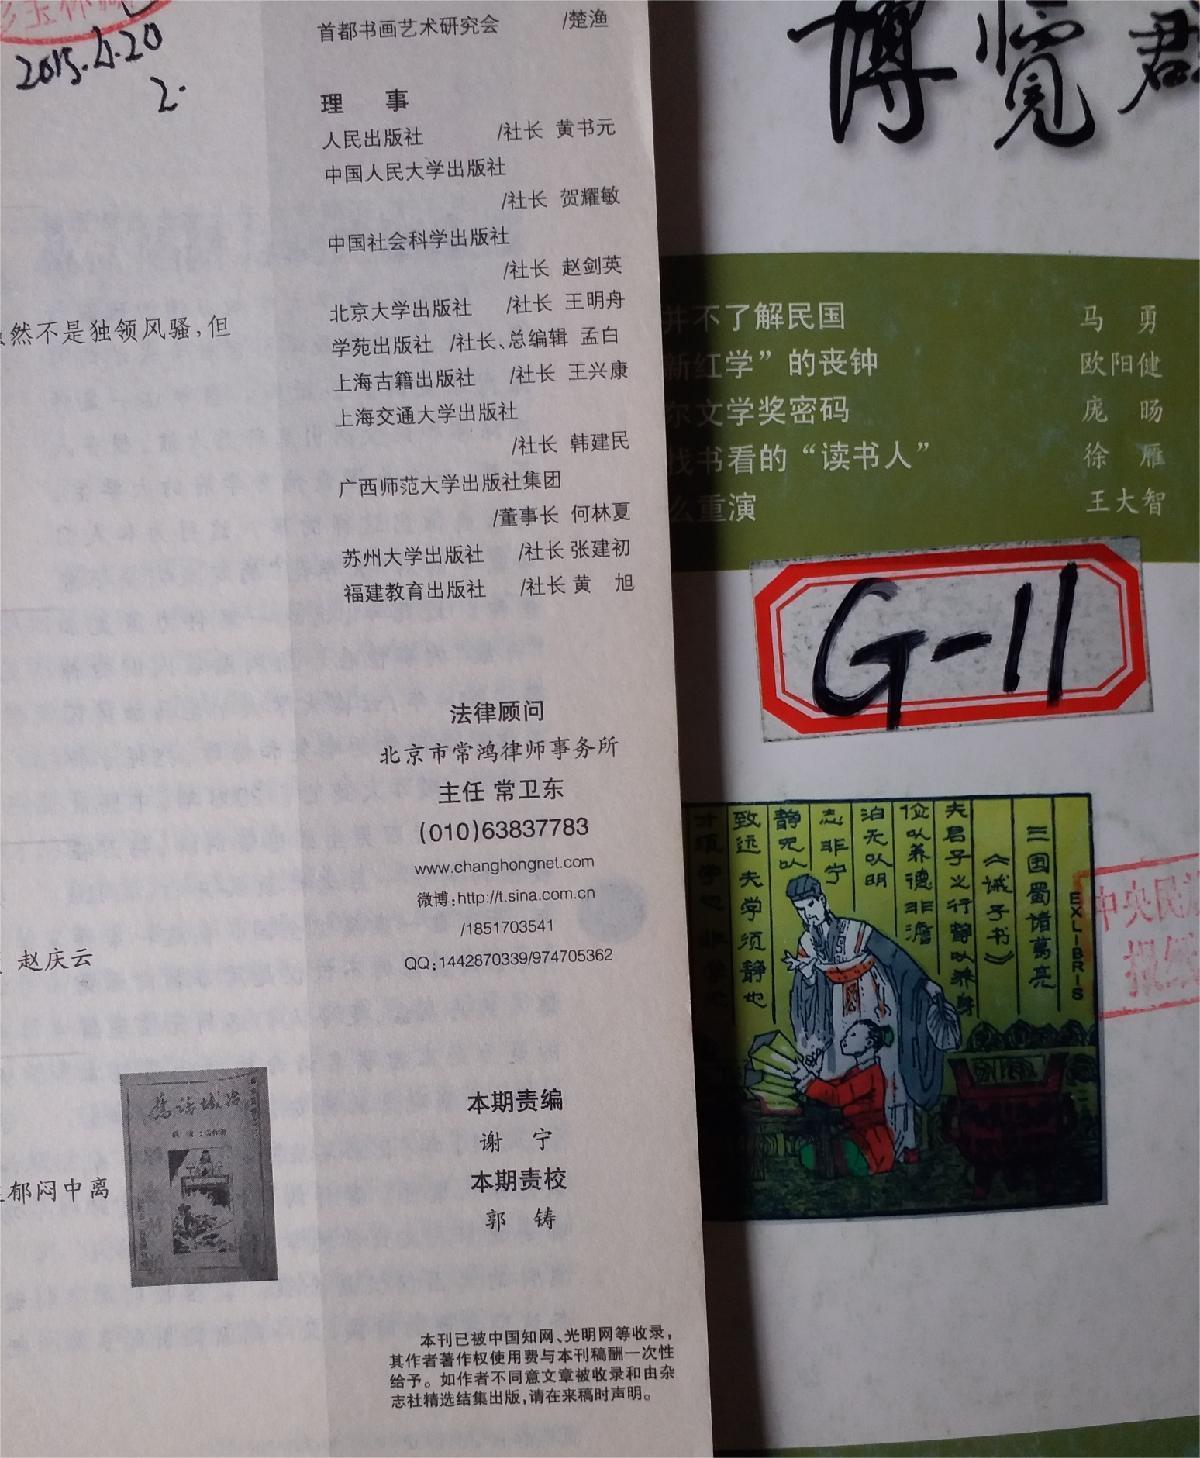 2015.4.20
2.
首都书画艺术研究会 /楚渔
理 事
人民出版社 /社长 黄书元
中国人民大学出版社
/社长 贺耀敏
中国社会科学出版社
/社长 赵剑英
北京大学出版社 /社长 王明舟
学苑出版社 /社长、总编辑 孟白
上海古籍出版社 /社长 王兴康
上海交通大学出版社
/社长 韩建民
广西师范大学出版社集团
/董事长 何林夏
苏州大学出版社 /社长 张建初
福建教育出版社 /社长 黄 旭
法律顾问
北京市常鸿律师事务所
主任 常卫东
(010)63837783
www.changhongnet.com
微博:http://t.sina.com.cn
/1851703541
QQ:1442670339/974705362
本期责编
谢 宁
本期责校
郭 铸
本刊已被中国知网、光明网等收录，
其作者著作权使用费与本刊稿酬一次性
给予。如作者不同意文章被收录和由杂
志社精选结集出版，请在来稿时声明。
然不是独领风骚，但
赵庆云
郁闷中离
博览群
并不了解民国 马 勇
新红学”的丧钟 欧阳健
尔文学奖密码 庞 旸
找书看的“读书人” 徐 雁
么重演 王大智
G-11
EXLIBRIS
三国蜀诸葛亮
《诫子书》
夫君子之行静以养身
俭以养德非澹
泊无以明
志非宁
静无以
致远 夫学须静也
中央民